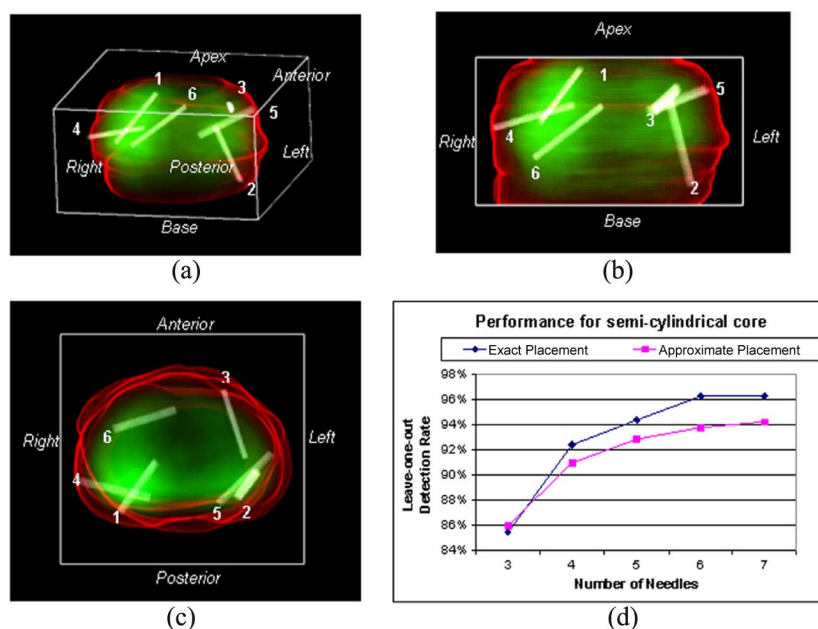 Apex
Anterior
1
3
6
5
4
Right
Posterior
Left
2
Base
(a)
Apex
1
5
4
3
Right
Left
6
2
Base
(b)
Anterior
3
6
Right
Left
4
1
5
2
Posterior
(c)
Performance for semi-cylindrical core
Exact Placement
Approximate Placement
98%
96%
94%
92%
90%
88%
86%
84%
Leave-one-out
Detection Rate
3 4 5 6 7
Number of Needles
(d)